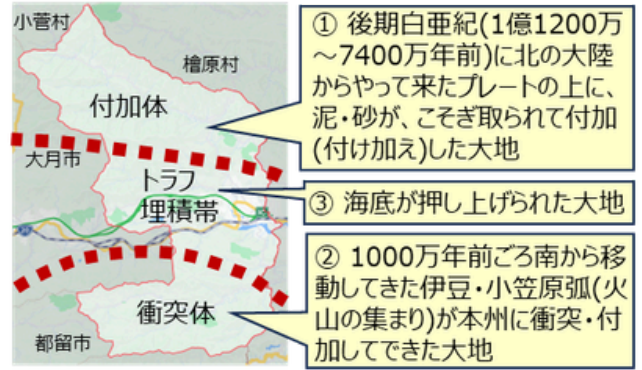 小菅村
檜原村
付加体
大月市
トラフ
埋積帯
衝突体
都留市
① 後期白亜紀(1億1200万
～7400万年前)に北の大陸
からやって来たプレートの上に、
泥・砂が、こそぎ取られて付加
(付け加え)した大地
③ 海底が押し上げられた大地
② 1000万年前ごろ南から移
動してきた伊豆・小笠原弧(火
山の集まり)が本州に衝突・付
加してできた大地